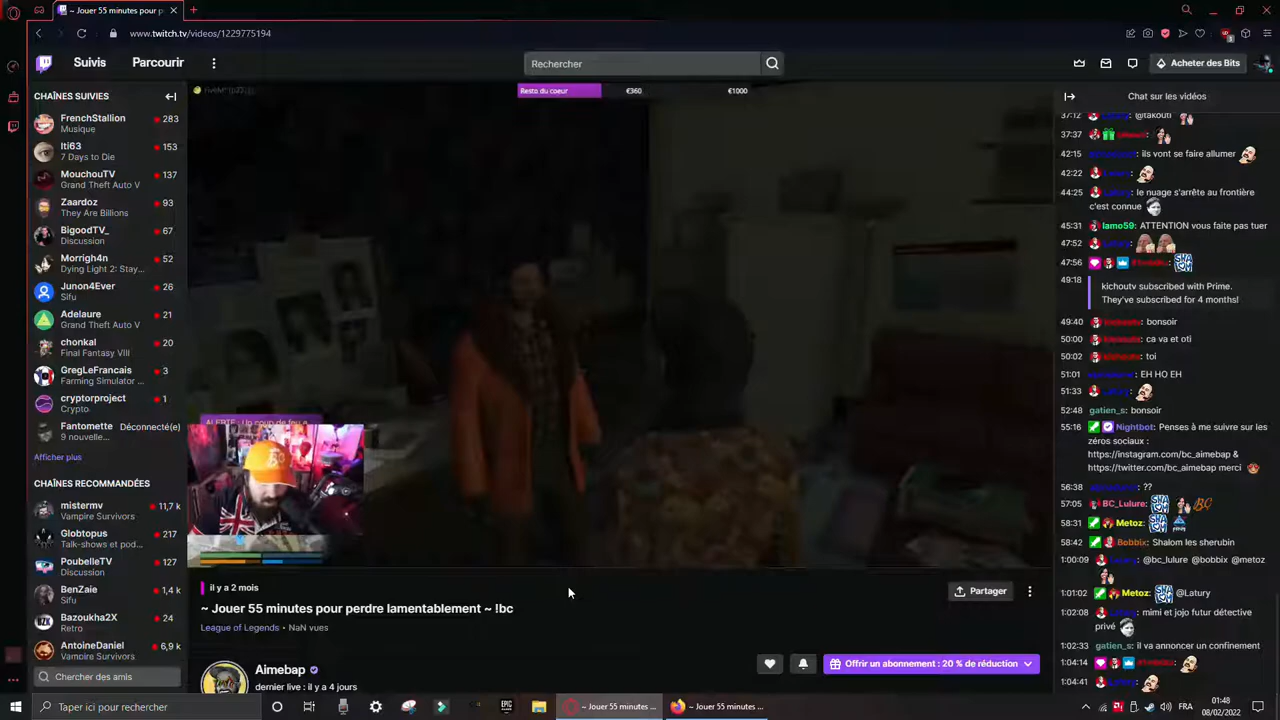 ~ Jouer 55 minutes pour p
www.twitch.tv/videos/1229775194
Suivis
Parcourir
Rechercher
Acheter des Bits
CHAÎNES SUIVIES
FrenchStallion
283
Musique
Iti63
153
7 Days to Die
MouchouTV
137
Grand Theft Auto V
Zaardoz
93
They Are Billions
BigoodTV_
67
Discussion
Morrigh4n
52
Dying Light 2: Stay...
Junon4Ever
26
Sifu
Adelaure
21
Grand Theft Auto V
chonkal
20
Final Fantasy VIII
GregLeFrancais
3
Farming Simulator ...
cryptorproject
1
Crypto
Fantomette
Déconnecté(e)
9 nouvelle...
Afficher plus
CHAÎNES RECOMMANDÉES
mistermv
11,7 k
Vampire Survivors
Globtopus
217
Talk-shows et pod...
PoubelleTV
127
Discussion
BenZaie
1,4 k
Sifu
Bazoukha2X
24
Retro
AntoineDaniel
6,9 k
Vampire Survivors
Chercher des amis
Resto du coeur
€360
€1000
ALERTE : Un coup de feu a
il y a 2 mois
~ Jouer 55 minutes pour perdre lamentablement ~ !bc
League of Legends • NaN vues
Partager
Aimebap
dernier live : il y a 4 jours
Offrir un abonnement : 20 % de réduction
Chat sur les vidéos
37:12 @takouti
37:37
42:15 ils vont se faire allumer
42:22
44:25 le nuage s'arrête au frontière
c'est connue
45:31 lamo59: ATTENTION vous faite pas tuer
47:52
47:56
49:18
kichoutv subscribed with Prime.
They've subscribed for 4 months!
49:40 bonsoir
50:00 ca va et oti
50:02 toi
51:01 EH HO EH
51:33
52:48 gatien_s: bonsoir
55:16 Nightbot: Penses à me suivre sur les
zéros sociaux :
https://instagram.com/bc_aimebap &
https://twitter.com/bc_aimebap merci
56:38 ??
57:05 BC_Lulure:
58:31 Metoz:
58:42 Bobbix: Shalom les sherubin
1:00:09 @bc_lulure @bobbix @metoz
1:01:02 Metoz: @Latury
1:02:08 mimi et jojo futur détective
privé
1:02:33 gatien_s: il va annoncer un confinement
1:04:14
1:04:41
Taper ici pour rechercher
EPIC
~ Jouer 55 minutes ...
~ Jouer 55 minutes ...
FR
01:48
08/02/2022